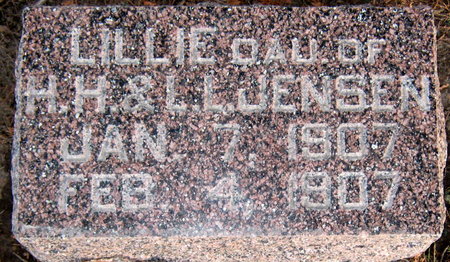 LILLIE DAU OF
H.H & L.L. JENSEN
JAN. 7, 1907
FEB. 4, 1907